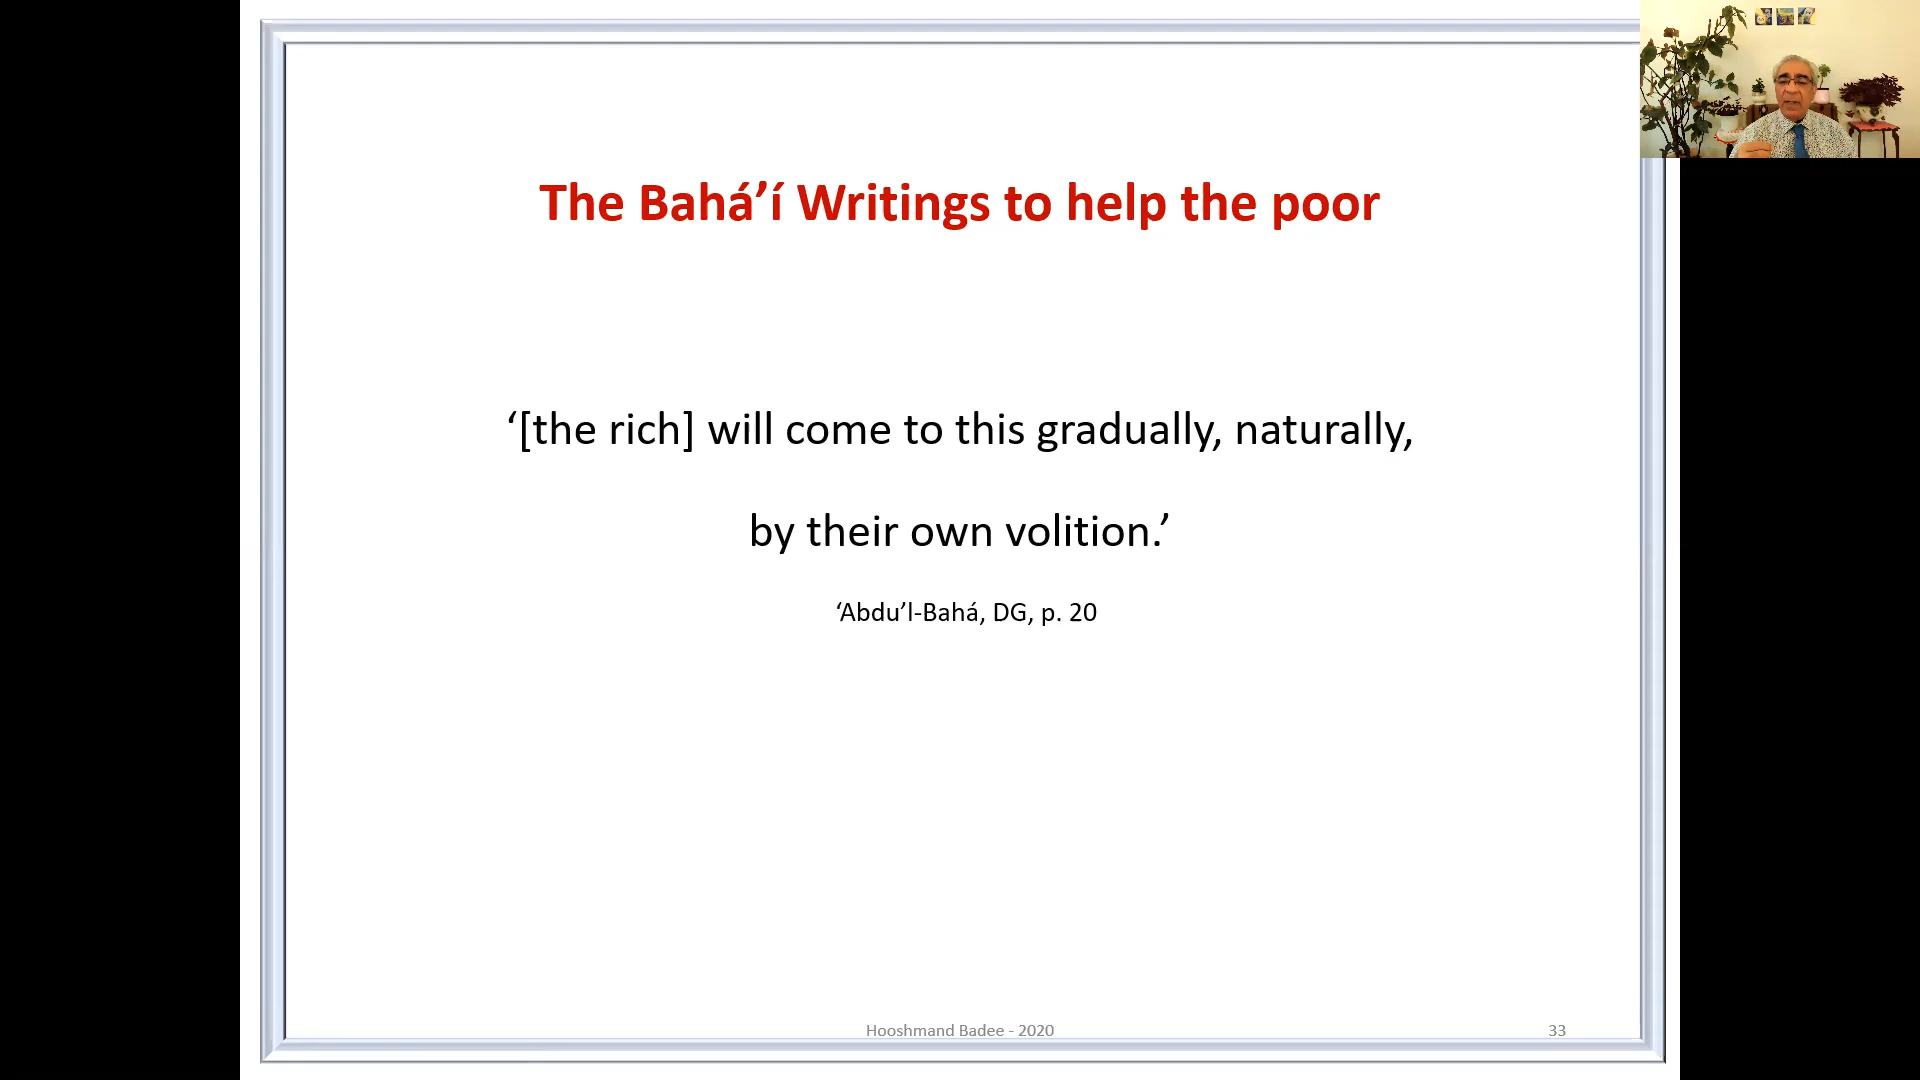 The Bahá’í Writings to help the poor
‘[the rich] will come to this gradually, naturally,
by their own volition.’
‘Abdu’l-Bahá, DG, p. 20
Hooshmand Badee - 2020
33